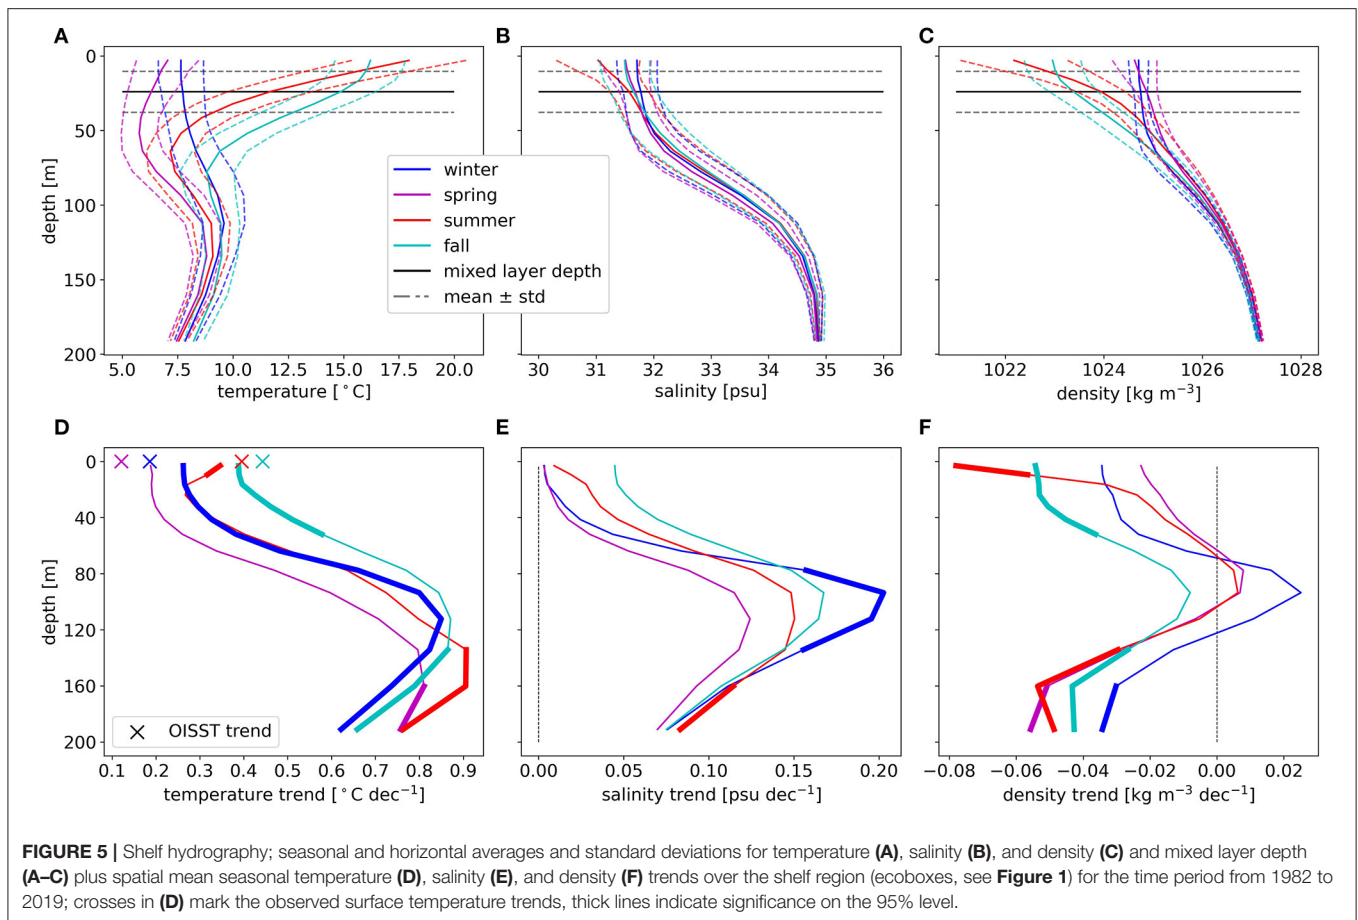 A
B
C
0
50
100
150
200
depth [m]
5.0 7.5 10.0 12.5 15.0 17.5 20.0
temperature [°C]
30 31 32 33 34 35 36
salinity [psu]
1022 1024 1026 1028
density [kg m⁻³]
winter
spring
summer
fall
mixed layer depth
mean ± std
D
E
F
0
40
80
120
160
200
depth [m]
OISST trend
0.1 0.2 0.3 0.4 0.5 0.6 0.7 0.8 0.9
temperature trend [°C dec⁻¹]
0.00 0.05 0.10 0.15 0.20
salinity trend [psu dec⁻¹]
−0.08 −0.06 −0.04 −0.02 0.00 0.02
density trend [kg m⁻³ dec⁻¹]
FIGURE 5 | Shelf hydrography; seasonal and horizontal averages and standard deviations for temperature (A), salinity (B), and density (C) and mixed layer depth
(A–C) plus spatial mean seasonal temperature (D), salinity (E), and density (F) trends over the shelf region (ecoboxes, see Figure 1) for the time period from 1982 to
2019; crosses in (D) mark the observed surface temperature trends, thick lines indicate significance on the 95% level.